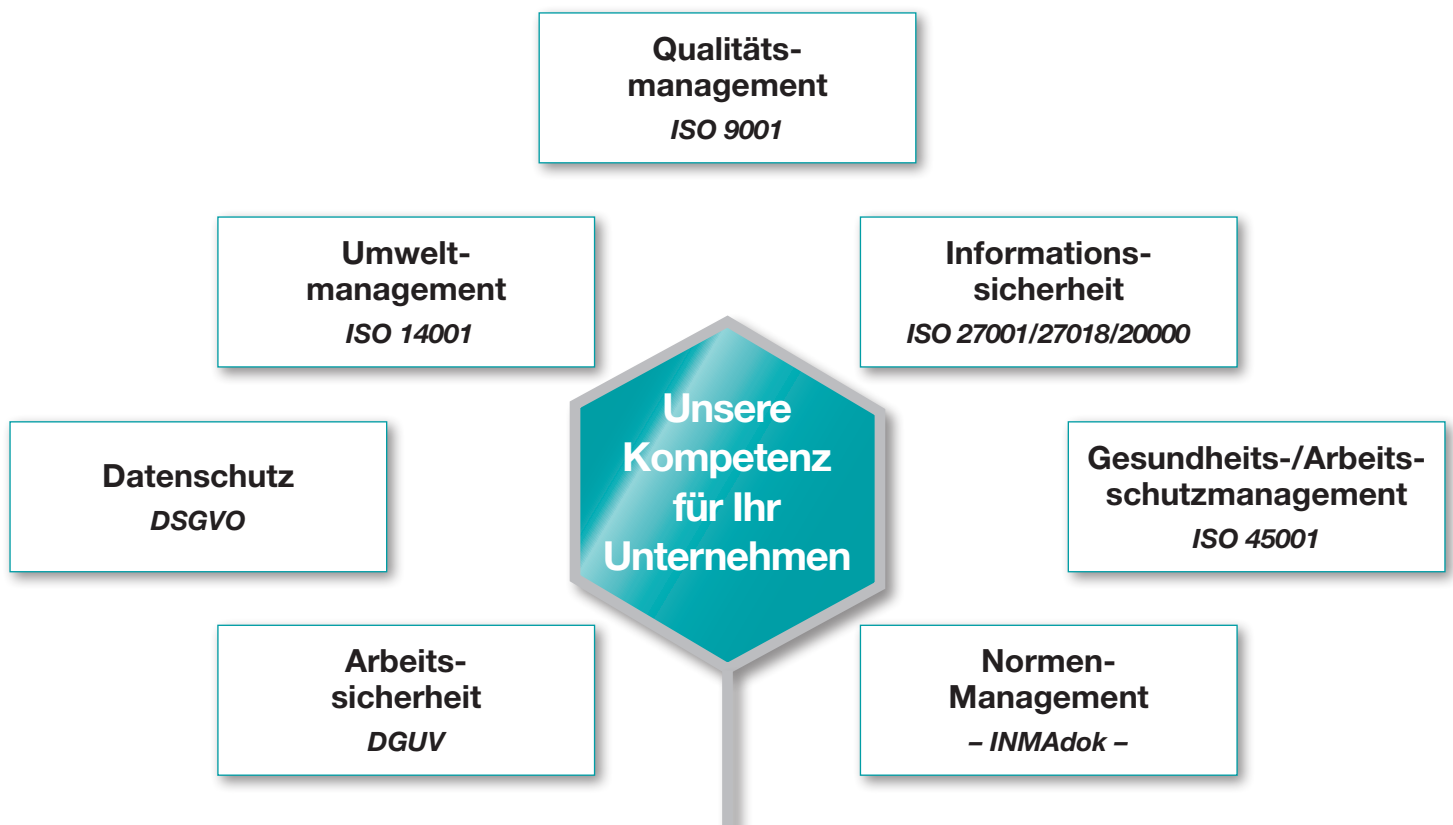 Qualitäts-
management
ISO 9001
Umwelt-
management
ISO 14001
Informations-
sicherheit
ISO 27001/27018/20000
Unsere
Kompetenz
für Ihr
Unternehmen
Datenschutz
DSGVO
Gesundheits-/Arbeits-
schutzmanagement
ISO 45001
Arbeits-
sicherheit
DGUV
Normen-
Management
– INMAdok –